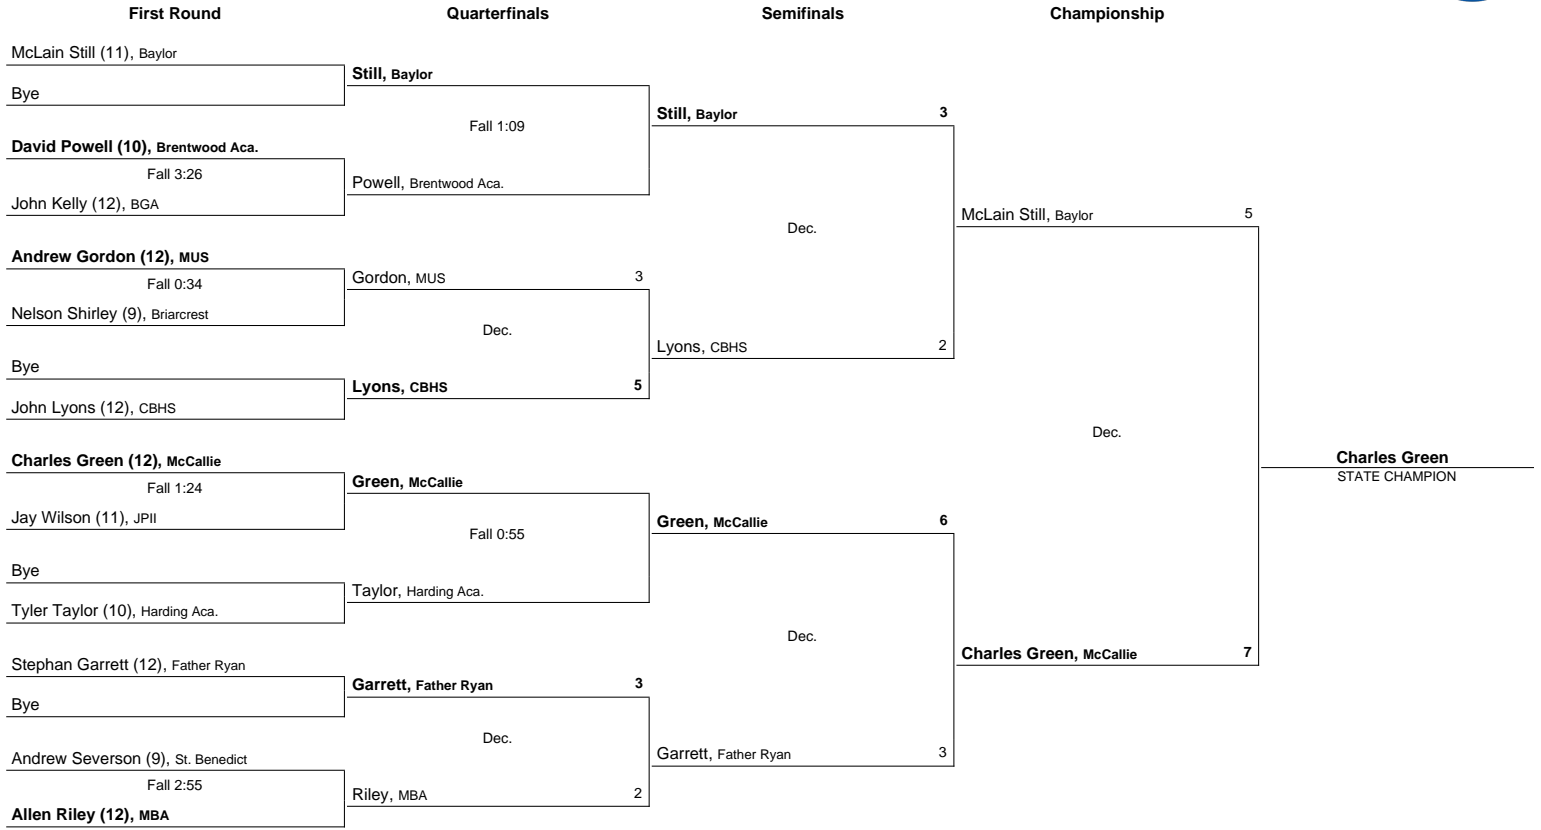 First Round Quarterfinals Semifinals Championship
McLain Still (11), Baylor
Still, Baylor
Bye
Still, Baylor 3
Fall 1:09
David Powell (10), Brentwood Aca.
Fall 3:26
Powell, Brentwood Aca.
John Kelly (12), BGA
McLain Still, Baylor 5
Dec.
Andrew Gordon (12), MUS
Gordon, MUS 3
Fall 0:34
Nelson Shirley (9), Briarcrest
Dec.
Lyons, CBHS 2
Bye
Lyons, CBHS 5
John Lyons (12), CBHS
Dec.
Charles Green (12), McCallie
Charles Green
STATE CHAMPION
Green, McCallie
Fall 1:24
Jay Wilson (11), JPII
Green, McCallie 6
Fall 0:55
Bye
Taylor, Harding Aca.
Tyler Taylor (10), Harding Aca.
Dec.
Charles Green, McCallie 7
Stephan Garrett (12), Father Ryan
Garrett, Father Ryan 3
Bye
Dec.
Garrett, Father Ryan 3
Andrew Severson (9), St. Benedict
Fall 2:55
Riley, MBA 2
Allen Riley (12), MBA